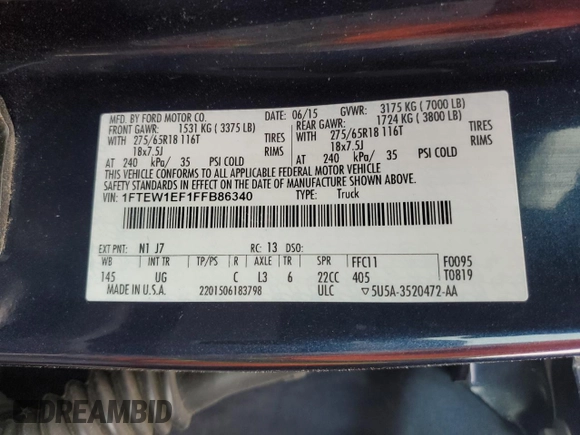 MFD. BY FORD MOTOR CO.
DATE: 06/15 GVWR: 3175 KG ( 7000 LB)
FRONT GAWR: 1531 KG ( 3375 LB)
REAR GAWR: 1724 KG ( 3800 LB)
WITH 275/65R18 116T TIRES
WITH 275/65R18 116T TIRES
18x7.5J RIMS
18x7.5J RIMS
AT 240 kPa/ 35 PSI COLD
AT 240 kPa/ 35 PSI COLD
THIS VEHICLE CONFORMS TO ALL APPLICABLE FEDERAL MOTOR VEHICLE
SAFETY STANDARDS IN EFFECT ON THE DATE OF MANUFACTURE SHOWN ABOVE.
VIN: 1FTEW1EF1FFB86340 TYPE: Truck
EXT PNT: N1 J7 RC: 13 DSO:
WB INT TR TP/PS R AXLE TR SPR FFC11 F0095
145 UG C L3 6 22CC 405 T0819
MADE IN U.S.A. 2201506183798 ULC ▽5U5A-3520472-AA
DREAMBID